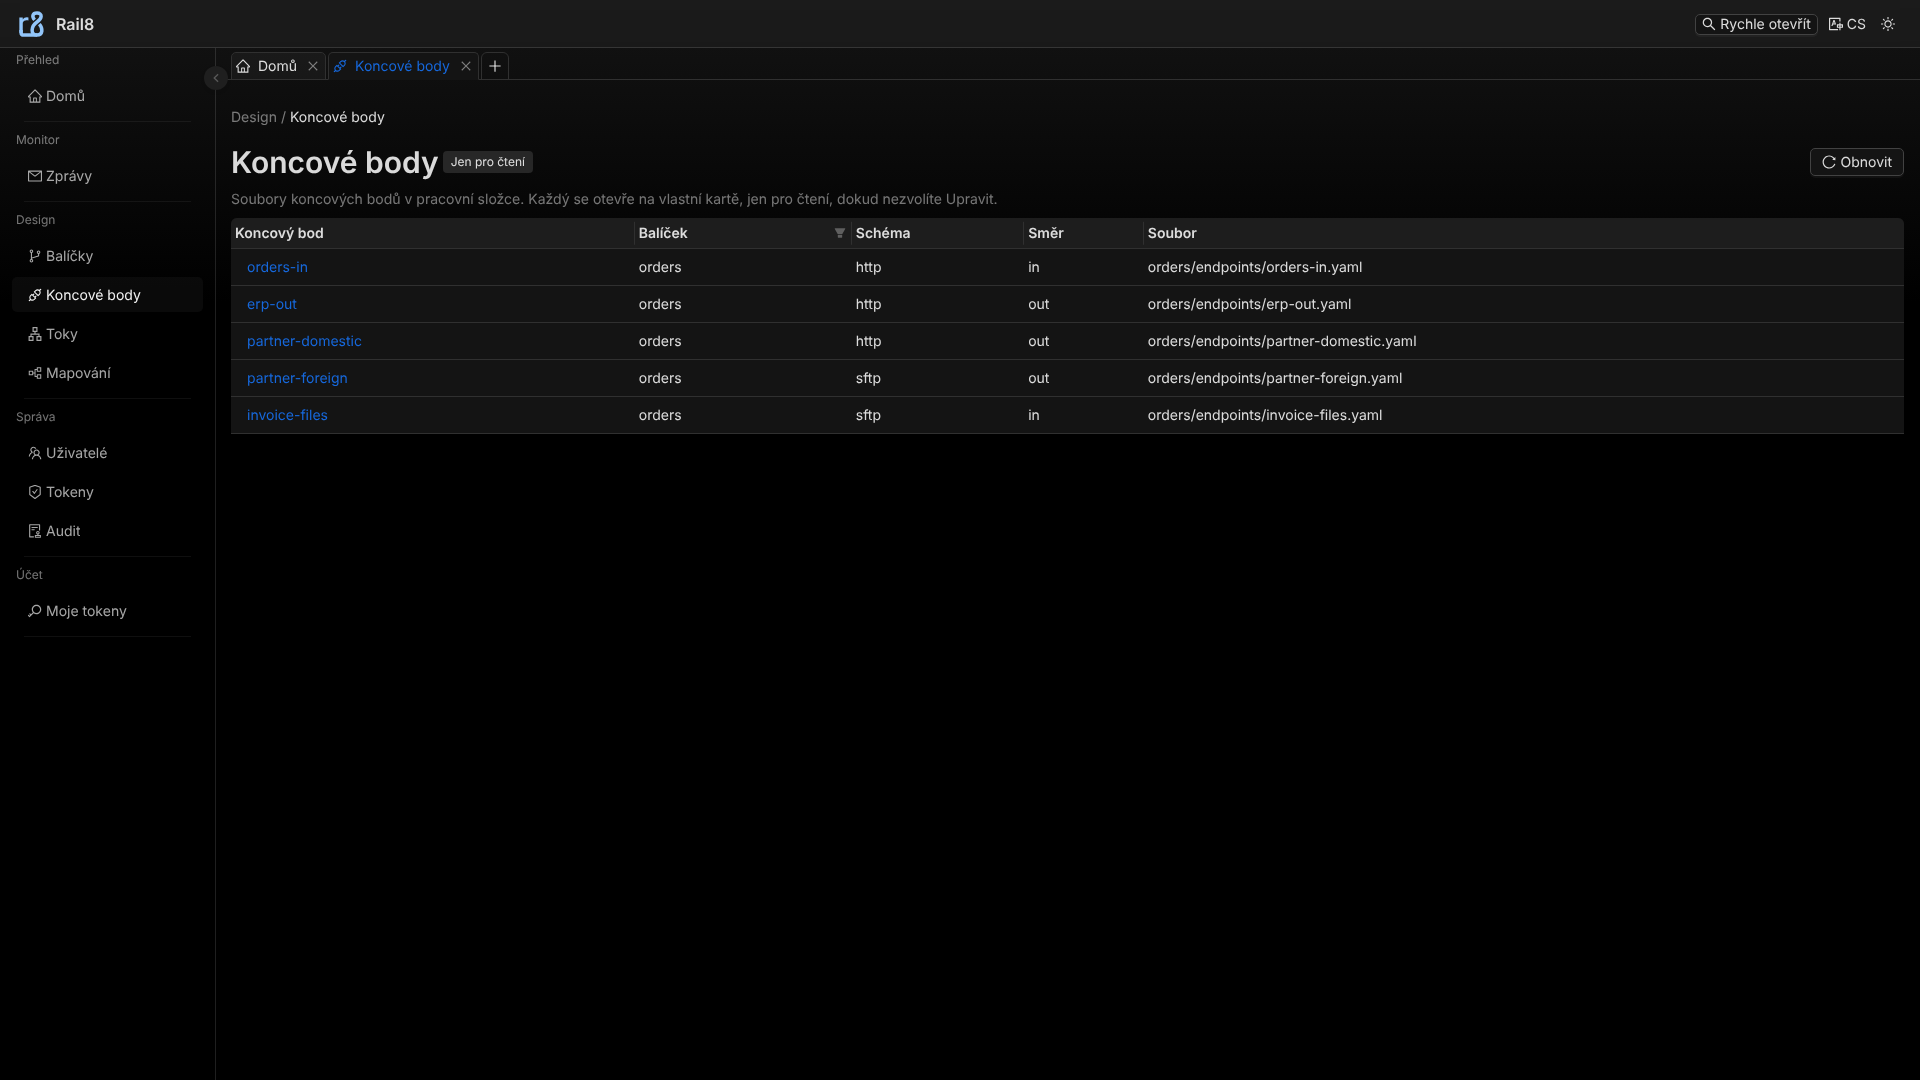 Rail8
Rychle otevřít
CS
Přehled
Domů
Monitor
Zprávy
Design
Balíčky
Koncové body
Toky
Mapování
Správa
Uživatelé
Tokeny
Audit
Účet
Moje tokeny
Domů
Koncové body
Design / Koncové body
Koncové body Jen pro čtení
Obnovit
Soubory koncových bodů v pracovní složce. Každý se otevře na vlastní kartě, jen pro čtení, dokud nezvolíte Upravit.
Koncový bod Balíček Schéma Směr Soubor
orders-in orders http in orders/endpoints/orders-in.yaml
erp-out orders http out orders/endpoints/erp-out.yaml
partner-domestic orders http out orders/endpoints/partner-domestic.yaml
partner-foreign orders sftp out orders/endpoints/partner-foreign.yaml
invoice-files orders sftp in orders/endpoints/invoice-files.yaml